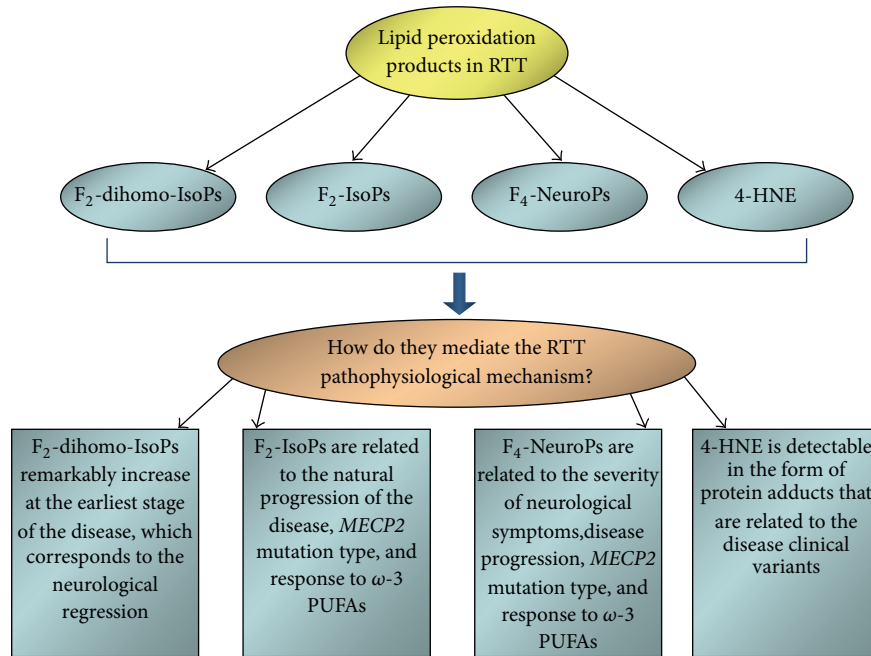 Lipid peroxidation
products in RTT
F₂-dihomo-IsoPs
F₂-IsoPs
F₄-NeuroPs
4-HNE
How do they mediate the RTT
pathophysiological mechanism?
F₂-dihomo-IsoPs
remarkably increase
at the earliest stage
of the disease, which
corresponds to the
neurological
regression
F₂-IsoPs are related
to the natural
progression of the
disease, MECP2
mutation type, and
response to ω-3
PUFAs
F₄-NeuroPs are
related to the severity
of neurological
symptoms,disease
progression, MECP2
mutation type, and
response to ω-3
PUFAs
4-HNE is detectable
in the form of
protein adducts that
are related to the
disease clinical
variants